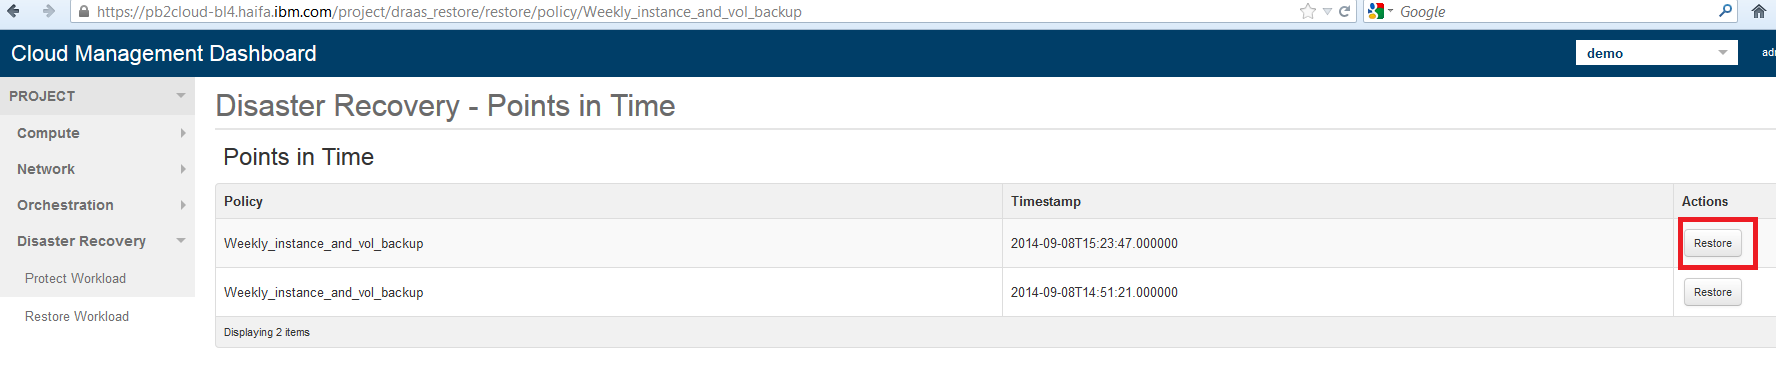 https://pb2cloud-bl4.haifa.ibm.com/project/draas_restore/restore/policy/Weekly_instance_and_vol_backup
Google
Cloud Management Dashboard
demo
PROJECT
Compute
Network
Orchestration
Disaster Recovery
Protect Workload
Restore Workload
Disaster Recovery - Points in Time
Points in Time
Policy Timestamp Actions
Weekly_instance_and_vol_backup 2014-09-08T15:23:47.000000 Restore
Weekly_instance_and_vol_backup 2014-09-08T14:51:21.000000 Restore
Displaying 2 items